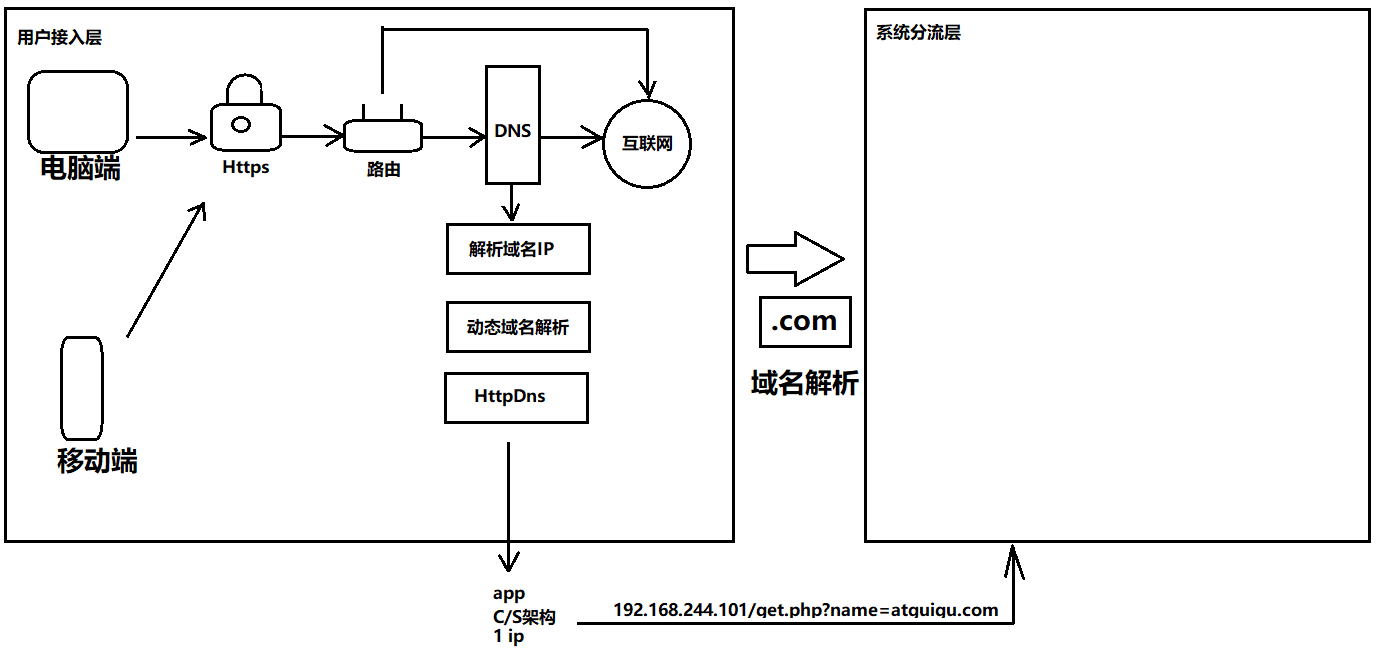 用户接入层
电脑端
Https
路由
DNS
互联网
解析域名IP
动态域名解析
HttpDns
移动端
app
C/S架构
1 ip
.com
域名解析
系统分流层
192.168.244.101/get.php?name=atguigu.com